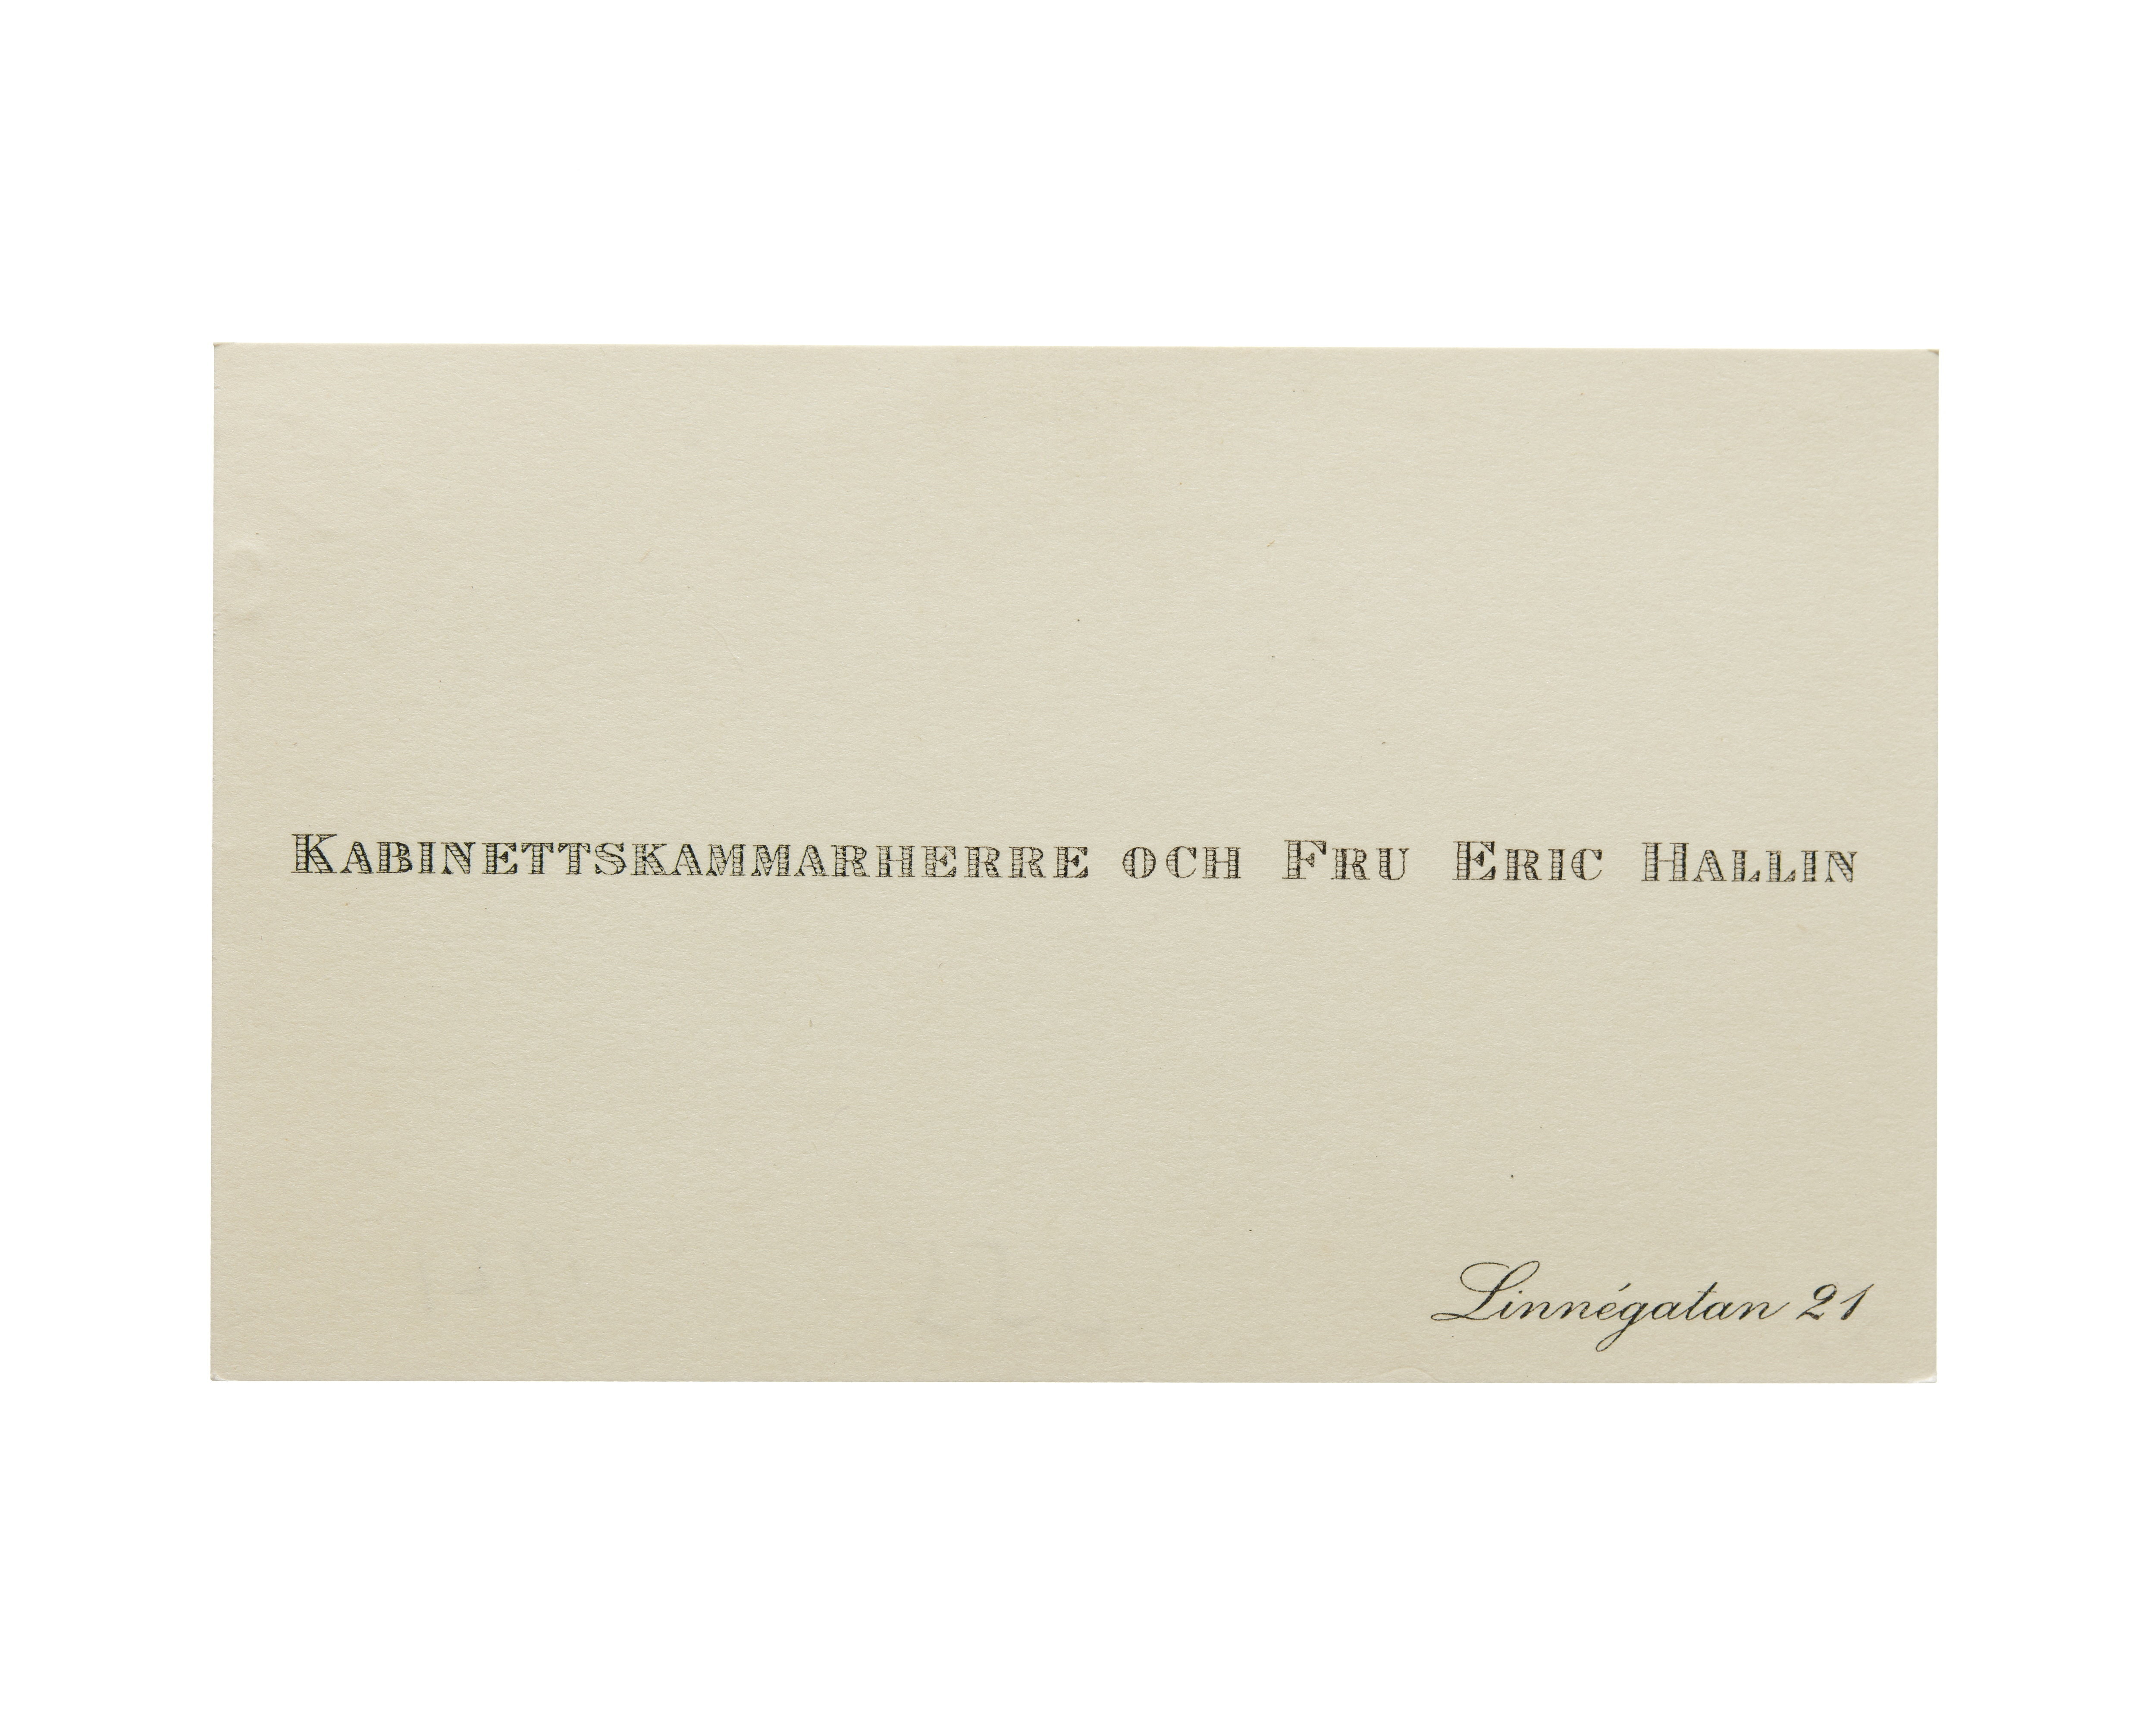 Kabinettskammarherre och Fru Eric Hallin
Linnégatan 21